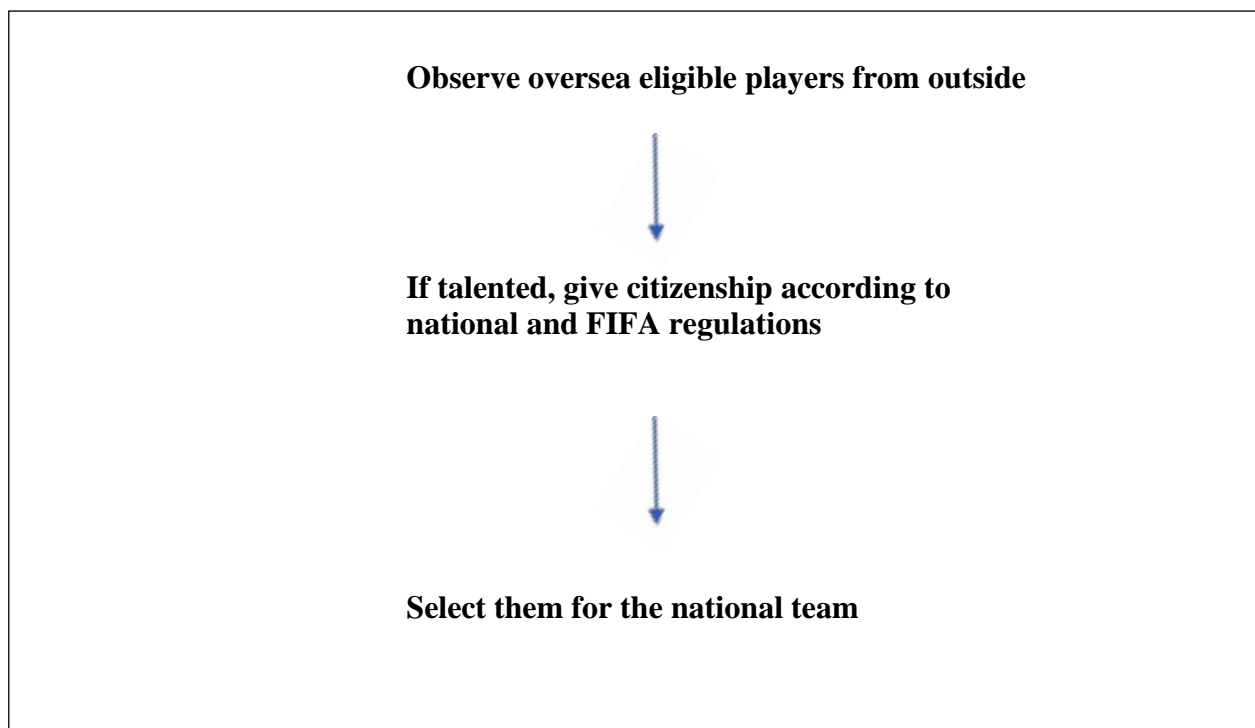 Observe oversea eligible players from outside
If talented, give citizenship according to
national and FIFA regulations
Select them for the national team